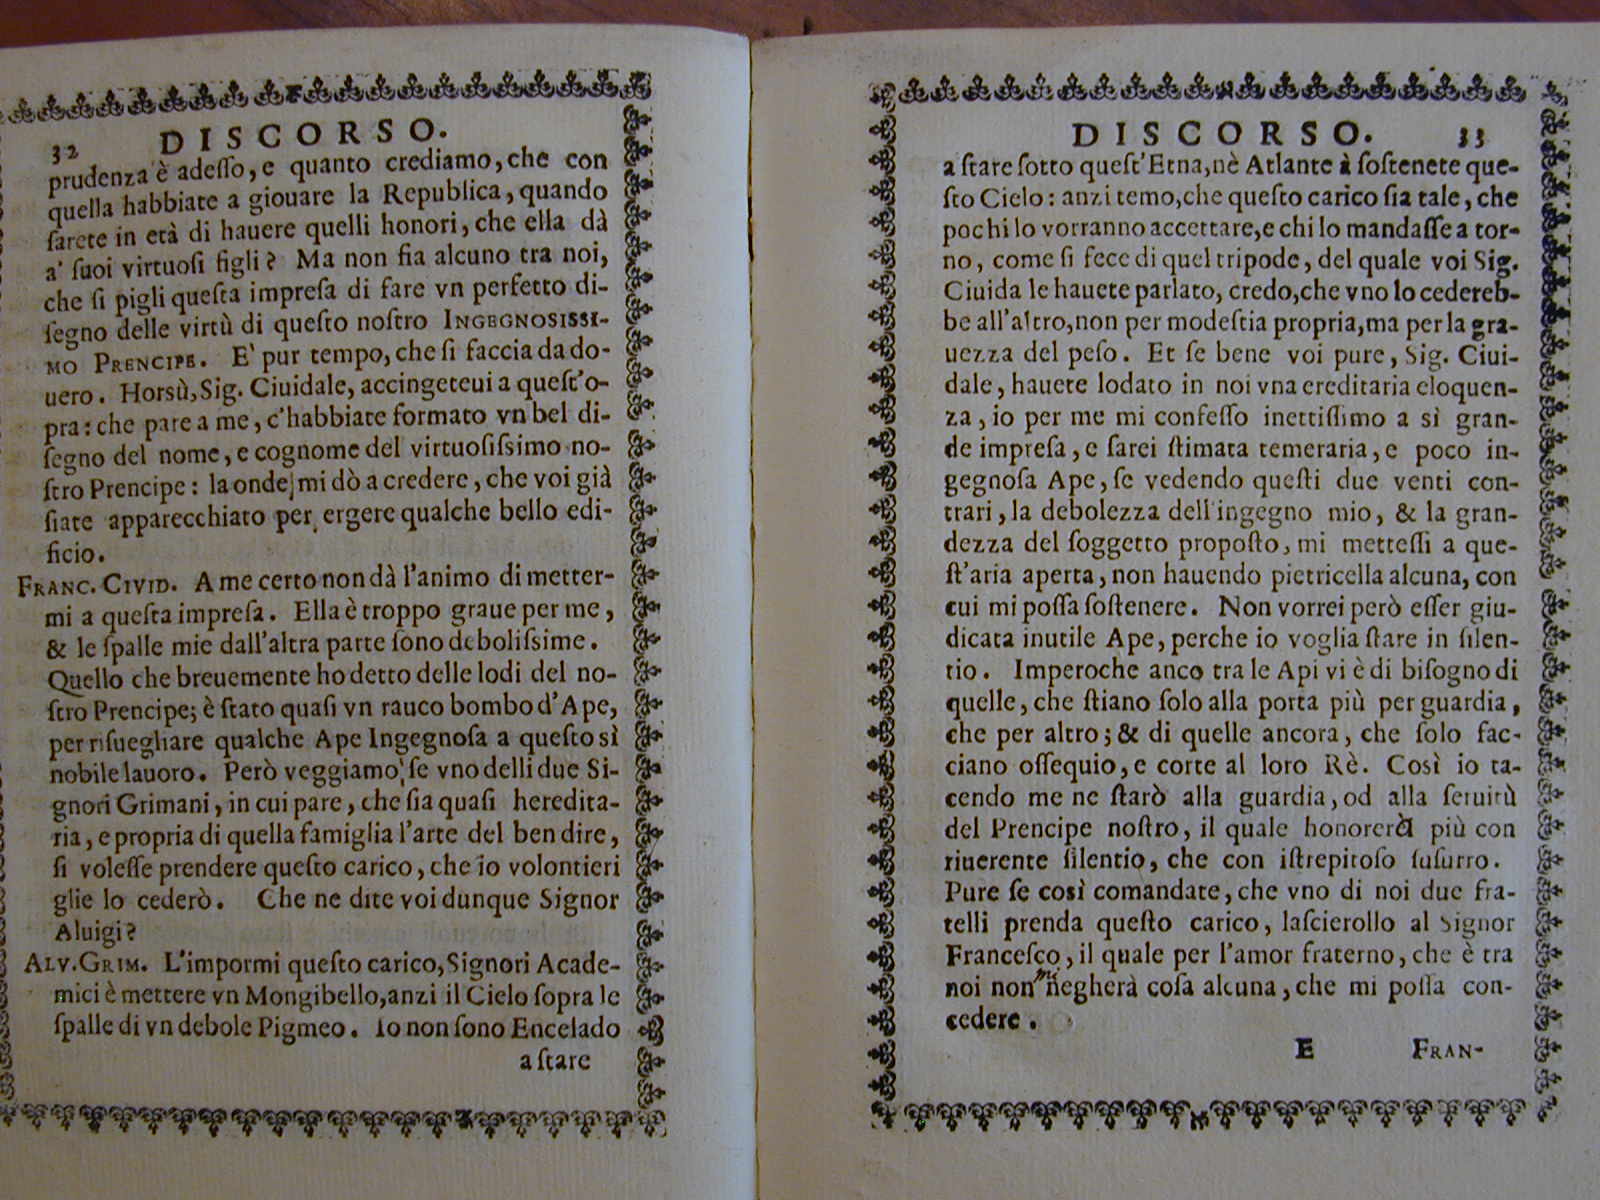 32
DISCORSO.
prudenza è adeſſo, e quanto crediamo, che con
quella habbiate a giouare la Republica, quando
ſarete in età di hauere quelli honori, che ella dà
a' ſuoi virtuoſi figli? Ma non ſia alcuno tra noi,
che ſi pigli queſta impreſa di fare vn perfetto di-
ſegno delle virtù di queſto noſtro INGEGNOSISSI-
MO PRENCIPE. E' pur tempo, che ſi faccia da do-
uero. Horsù, Sig. Ciuidale, accingeteui a queſt'o-
pra: che pare a me, c'habbiate formato vn bel di-
ſegno del nome, e cognome del virtuoſiſsimo no-
ſtro Prencipe: la onde mi dò a credere, che voi già
ſiate apparecchiato per ergere qualche bello edi-
ficio.
FRANC. CIVID. A me certo non dà l'animo di metter-
mi a queſta impreſa. Ella è troppo graue per me,
& le ſpalle mie dall'altra parte ſono deboliſsime.
Quello che breuemente ho detto delle lodi del no-
ſtro Prencipe; è ſtato quaſi vn rauco bombo d'Ape,
per riſuegliare qualche Ape Ingegnoſa a queſto sì
nobile lauoro. Però veggiamo, ſe vno delli due Si-
gnori Grimani, in cui pare, che ſia quaſi heredita-
ria, e propria di quella famiglia l'arte del ben dire,
ſi voleſſe prendere queſto carico, che io volontieri
glie lo cederò. Che ne dite voi dunque Signor
Aluigi?
ALV. GRIM. L'impormi queſto carico, Signori Acade-
mici è mettere vn Mongibello, anzi il Cielo ſopra le
ſpalle di vn debole Pigmeo. Io non ſono Encelado
a ſtare
DISCORSO. 33
a ſtare ſotto queſt'Etna, nè Atlante à ſoſtenete que-
ſto Cielo: anzi temo, che queſto carico ſia tale, che
pochi lo vorranno accettare, e chi lo mandaſſe a tor-
no, come ſi fece di quel tripode, del quale voi Sig.
Ciuida le hauete parlato, credo, che vno lo cedereb-
be all'altro, non per modeſtia propria, ma per la gra-
uezza del peſo. Et ſe bene voi pure, Sig. Ciui-
dale, hauete lodato in noi vna ereditaria eloquen-
za, io per me mi confeſſo inettiſſimo a sì gran-
de impreſa, e ſarei ſtimata temeraria, e poco in-
gegnoſa Ape, ſe vedendo queſti due venti con-
trari, la debolezza dell'ingegno mio, & la gran-
dezza del ſoggetto propoſto, mi metteſſi a que-
ſt'aria aperta, non hauendo pietricella alcuna, con
cui mi poſſa ſoſtenere. Non vorrei però eſſer giu-
dicata inutile Ape, perche io voglia ſtare in ſilen-
tio. Imperoche anco tra le Api vi è di biſogno di
quelle, che ſtiano ſolo alla porta più per guardia,
che per altro; & di quelle ancora, che ſolo fac-
ciano oſſequio, e corte al loro Rè. Così io ta-
cendo me ne ſtarò alla guardia, od alla ſeruitù
del Prencipe noſtro, il quale honorerà più con
riuerente ſilentio, che con iſtrepitoſo ſuſurro.
Pure ſe così comandate, che vno di noi due fra-
telli prenda queſto carico, laſcierollo al Signor
Franceſco, il quale per l'amor fraterno, che è tra
noi non mi negherà coſa alcuna, che mi poſſa con-
cedere.
E FRAN-